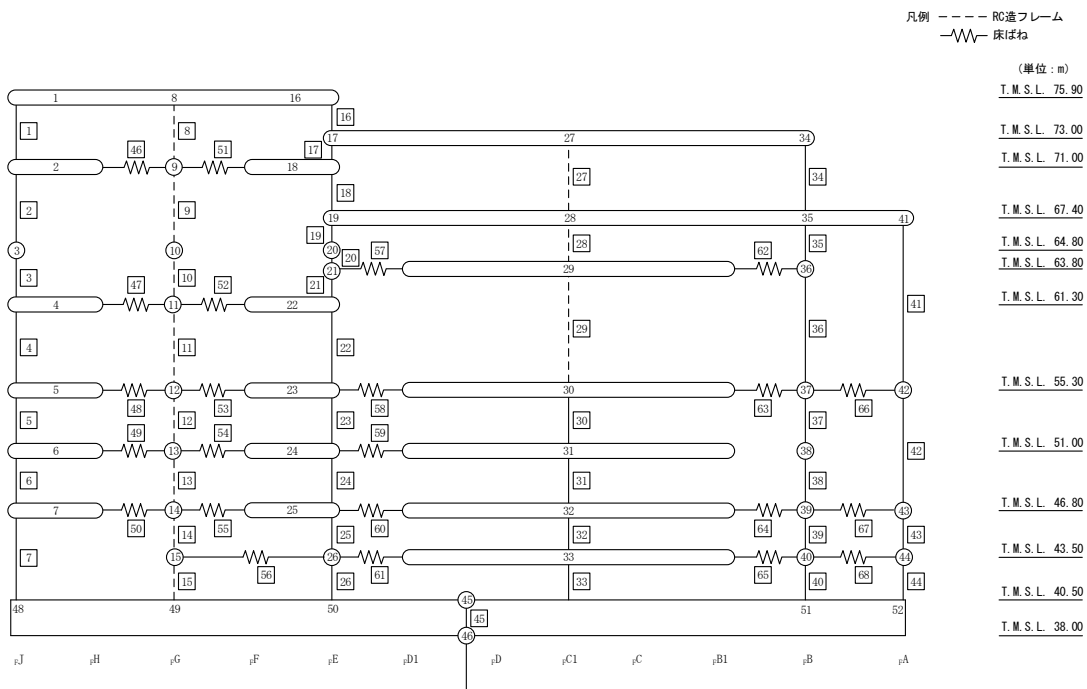 凡例 RC造フレーム
床ばね
(単位:m)
1 8 16 T.M.S.L. 75.90
1 8 16
17 27 34 T.M.S.L. 73.00
46 51 17
2 9 18 T.M.S.L. 71.00
27 34
2 9 18
19 28 35 41 T.M.S.L. 67.40
19 57 28 62 35
3 10 20 T.M.S.L. 64.80
20
21 29 36 T.M.S.L. 63.80
3 47 10 52 21
4 11 22 T.M.S.L. 61.30
41
29 36
4 11 22
5 12 23 30 37 42 T.M.S.L. 55.30
48 53 58 63 66
5 12 23 30 37
49 54 59
6 13 24 31 38 T.M.S.L. 51.00
42
6 13 24 31 38
7 14 25 32 39 43 T.M.S.L. 46.80
50 55 60 64 67
14 25 32 39 43
7 15 26 33 40 44 T.M.S.L. 43.50
56 61 65 68
15 26 33 40 44
45 T.M.S.L. 40.50
48 49 50 51 52
45
46 T.M.S.L. 38.00
FJ FH FG FF FE FD1 FD FC1 FC FB1 FB FA